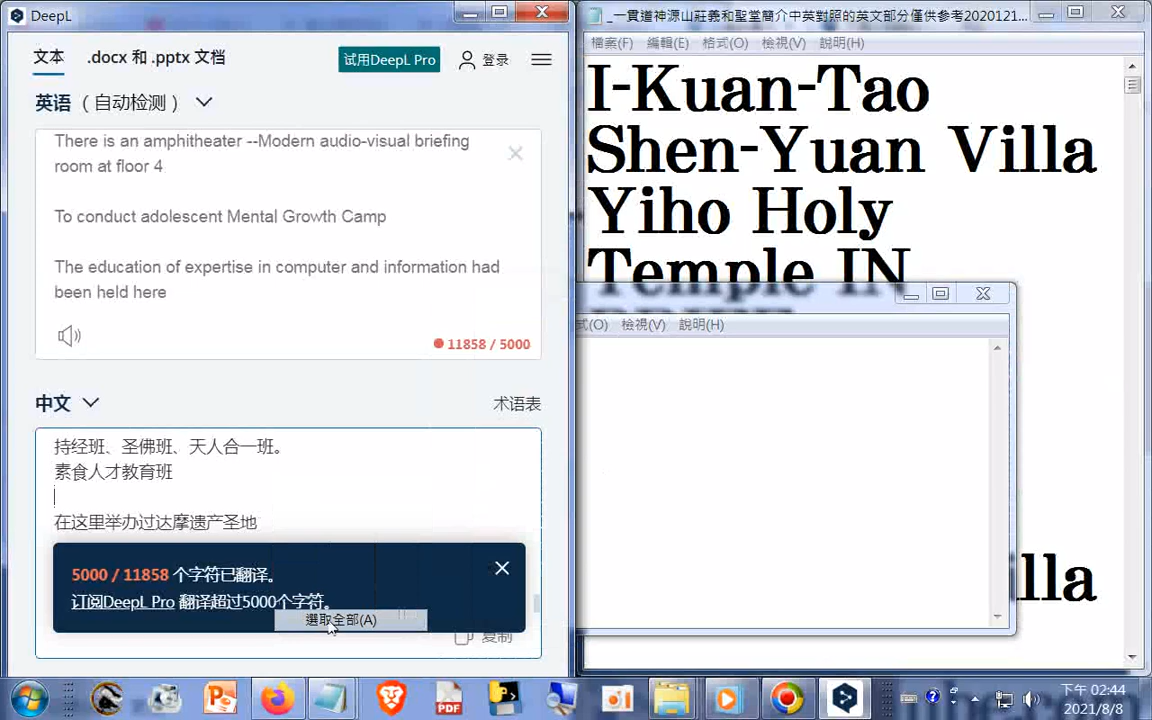 DeepL
文本
.docx 和 .pptx 文档
试用DeepL Pro
登录
英语 （自动检测）
There is an amphitheater --Modern audio-visual briefing
room at floor 4
To conduct adolescent Mental Growth Camp
The education of expertise in computer and information had
been held here
11858 / 5000
中文
术语表
持经班、圣佛班、天人合一班。
素食人才教育班
在这里举办过达摩遗产圣地
5000 / 11858 个字符已翻译。
订阅DeepL Pro 翻译超过5000个字符。
選取全部(A)
复制
_一貫道神源山莊義和聖堂簡介中英對照的英文部分僅供參考2020121...
檔案(F) 編輯(E) 格式(O) 檢視(V) 說明(H)
I-Kuan-Tao
Shen-Yuan Villa
Yiho Holy
Temple IN
式(O) 檢視(V) 說明(H)
illa
PDF
下午 02:44
2021/8/8